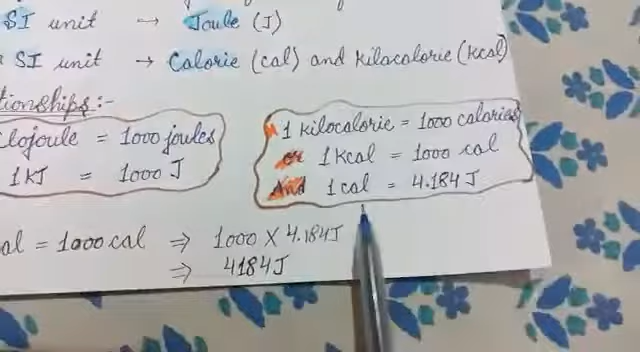 SI unit → Joule (J)
SI unit → Calorie (cal) and kilocalorie (kcal)
tionships:-
lojoule = 1000 joules
1 KJ = 1000 J
1 kilocalorie = 1000 calories
or 1 Kcal = 1000 cal
And 1 cal = 4.184 J
al = 1000 cal ⇒ 1000 X 4.184J
⇒ 4184 J